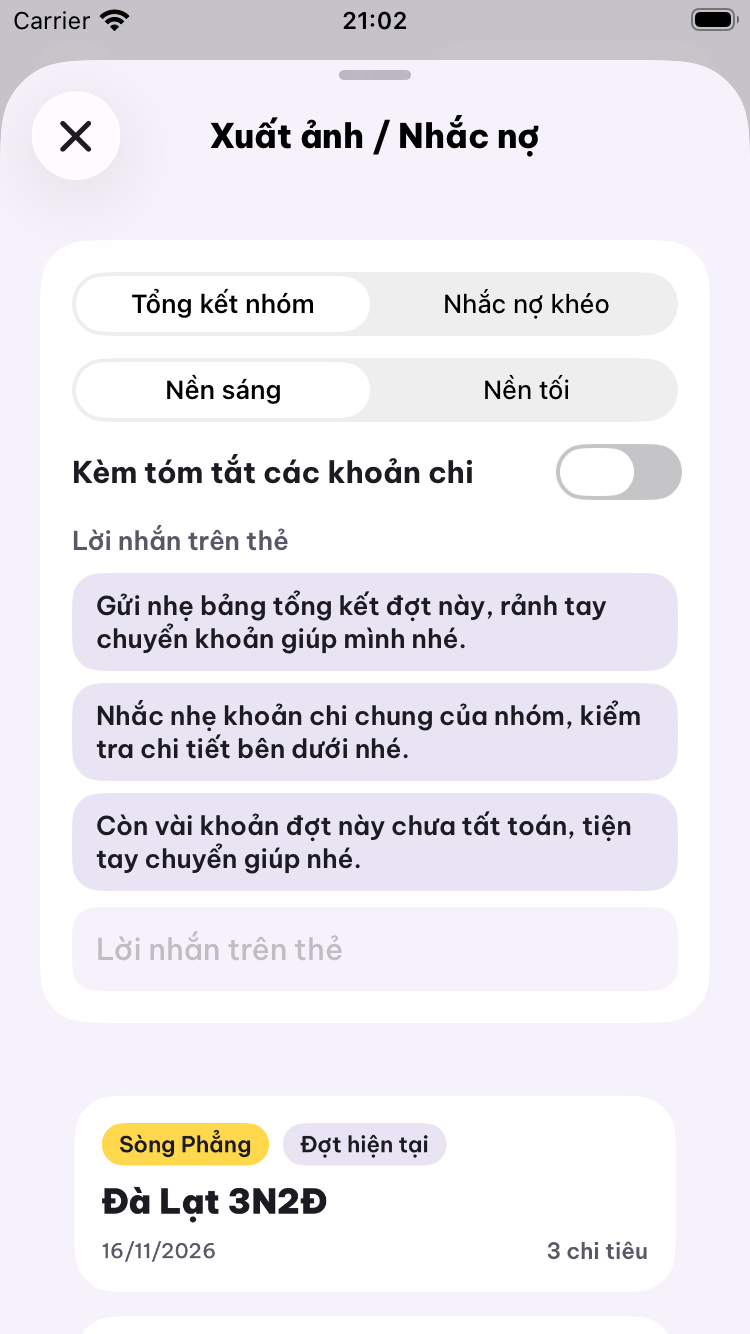 Carrier
21:02
Xuất ảnh / Nhắc nợ
Tổng kết nhóm
Nhắc nợ khéo
Nền sáng
Nền tối
Kèm tóm tắt các khoản chi
Lời nhắn trên thẻ
Gửi nhẹ bảng tổng kết đợt này, rảnh tay
chuyển khoản giúp mình nhé.
Nhắc nhẹ khoản chi chung của nhóm, kiểm
tra chi tiết bên dưới nhé.
Còn vài khoản đợt này chưa tất toán, tiện
tay chuyển giúp nhé.
Lời nhắn trên thẻ
Sòng Phẳng
Đợt hiện tại
Đà Lạt 3N2Đ
16/11/2026
3 chi tiêu